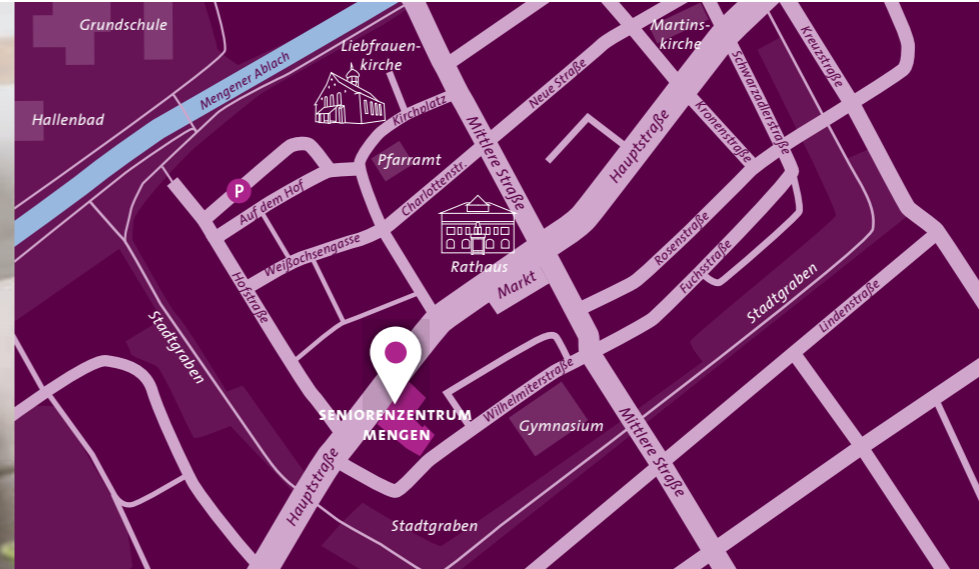 Grundschule
Martins-
kirche
Liebfrauen-
kirche
Kreuzstraße
Mengener Ablach
Schwarzadlerstraße
Neue Straße
Hallenbad
Kirchplatz
Kronenstraße
Mittlere Straße
Hauptstraße
Pfarramt
P
Auf dem Hof
Charlottenstr.
Weißochsengasse
Rosenstraße
Rathaus
Fuchsstraße
Markt
Hofstraße
Stadtgraben
Lindenstraße
Stadtgraben
Wilhelmiterstraße
SENIORENZENTRUM
MENGEN
Gymnasium
Mittlere Straße
Hauptstraße
Stadtgraben